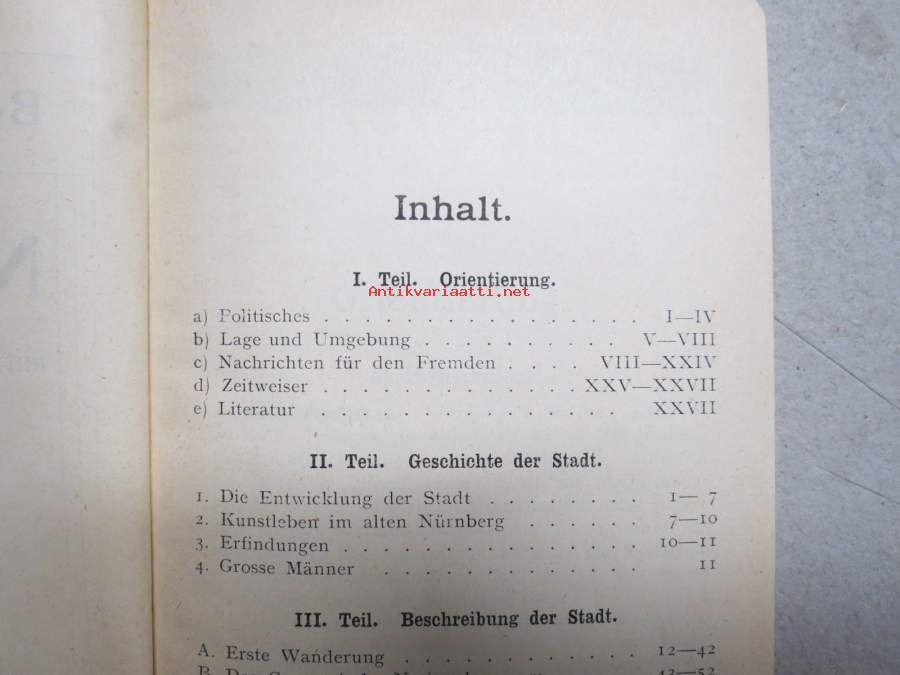 Inhalt.
I. Teil. Orientierung.
Antikvariaatti.net
a) Politisches . . . . . . . . . . . . . . . . I—IV
b) Lage und Umgebung . . . . . . . . . . V—VIII
c) Nachrichten für den Fremden . . . . VIII—XXIV
d) Zeitweiser . . . . . . . . . . . . . XXV—XXVII
e) Literatur . . . . . . . . . . . . . . . XXVII
II. Teil. Geschichte der Stadt.
1. Die Entwicklung der Stadt . . . . . . . . 1— 7
2. Kunstleben im alten Nürnberg . . . . . . 7—10
3. Erfindungen . . . . . . . . . . . . . . . 10—11
4. Grosse Männer . . . . . . . . . . . . . 11
III. Teil. Beschreibung der Stadt.
A. Erste Wanderung . . . . . . . . . . . . 12—42